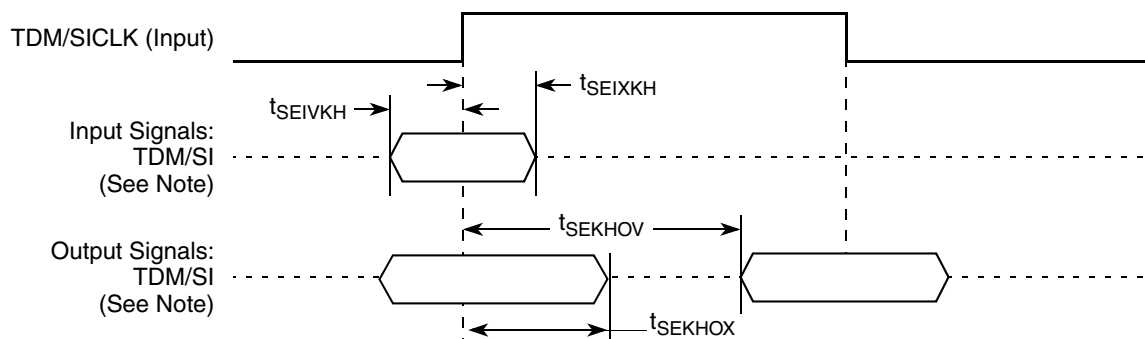 TDM/SICLK (Input)
tSEIXKH
tSEIVKH
Input Signals:
TDM/SI
(See Note)
tSEKHOV
Output Signals:
TDM/SI
(See Note)
tSEKHOX